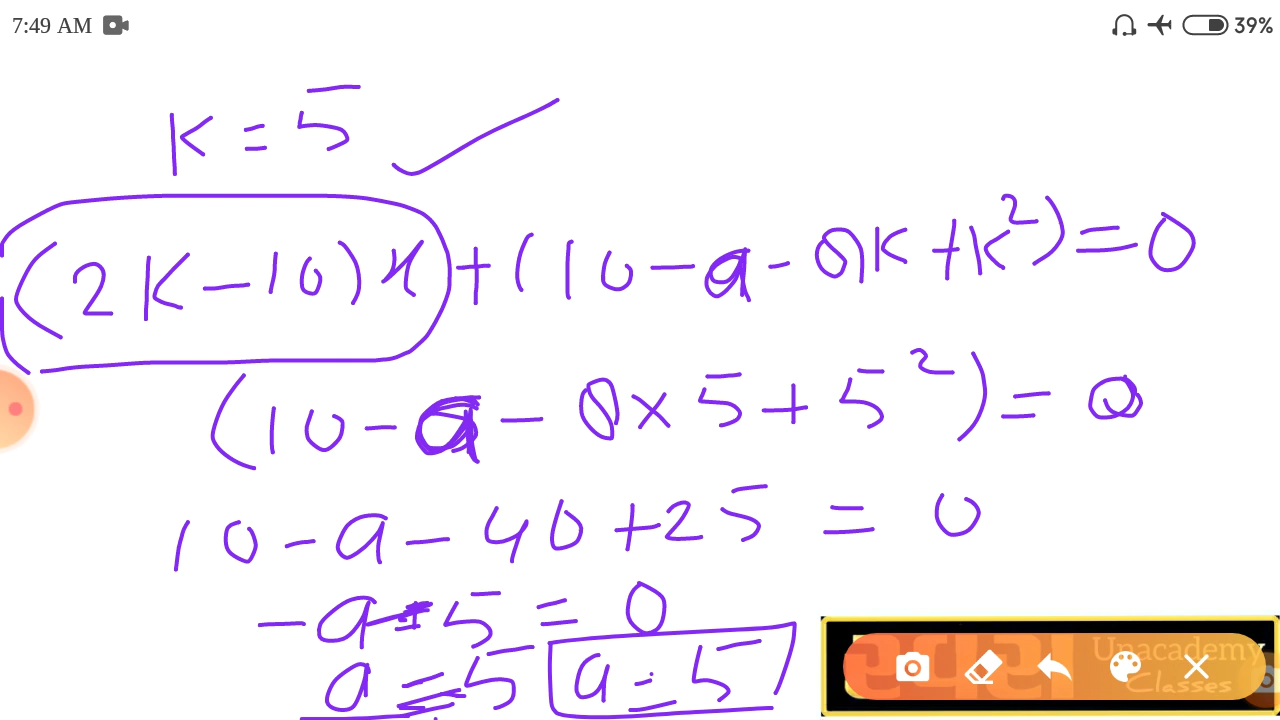 7:49 AM 39%
K = 5 ✓
(2K-10)x + (10 - a - 8K + K²) = 0
(10 - a - 8×5 + 5²) = 0
10 - a - 40 + 25 = 0
- a - 5 = 0
a = 5 a = 5
Unacademy
Classes